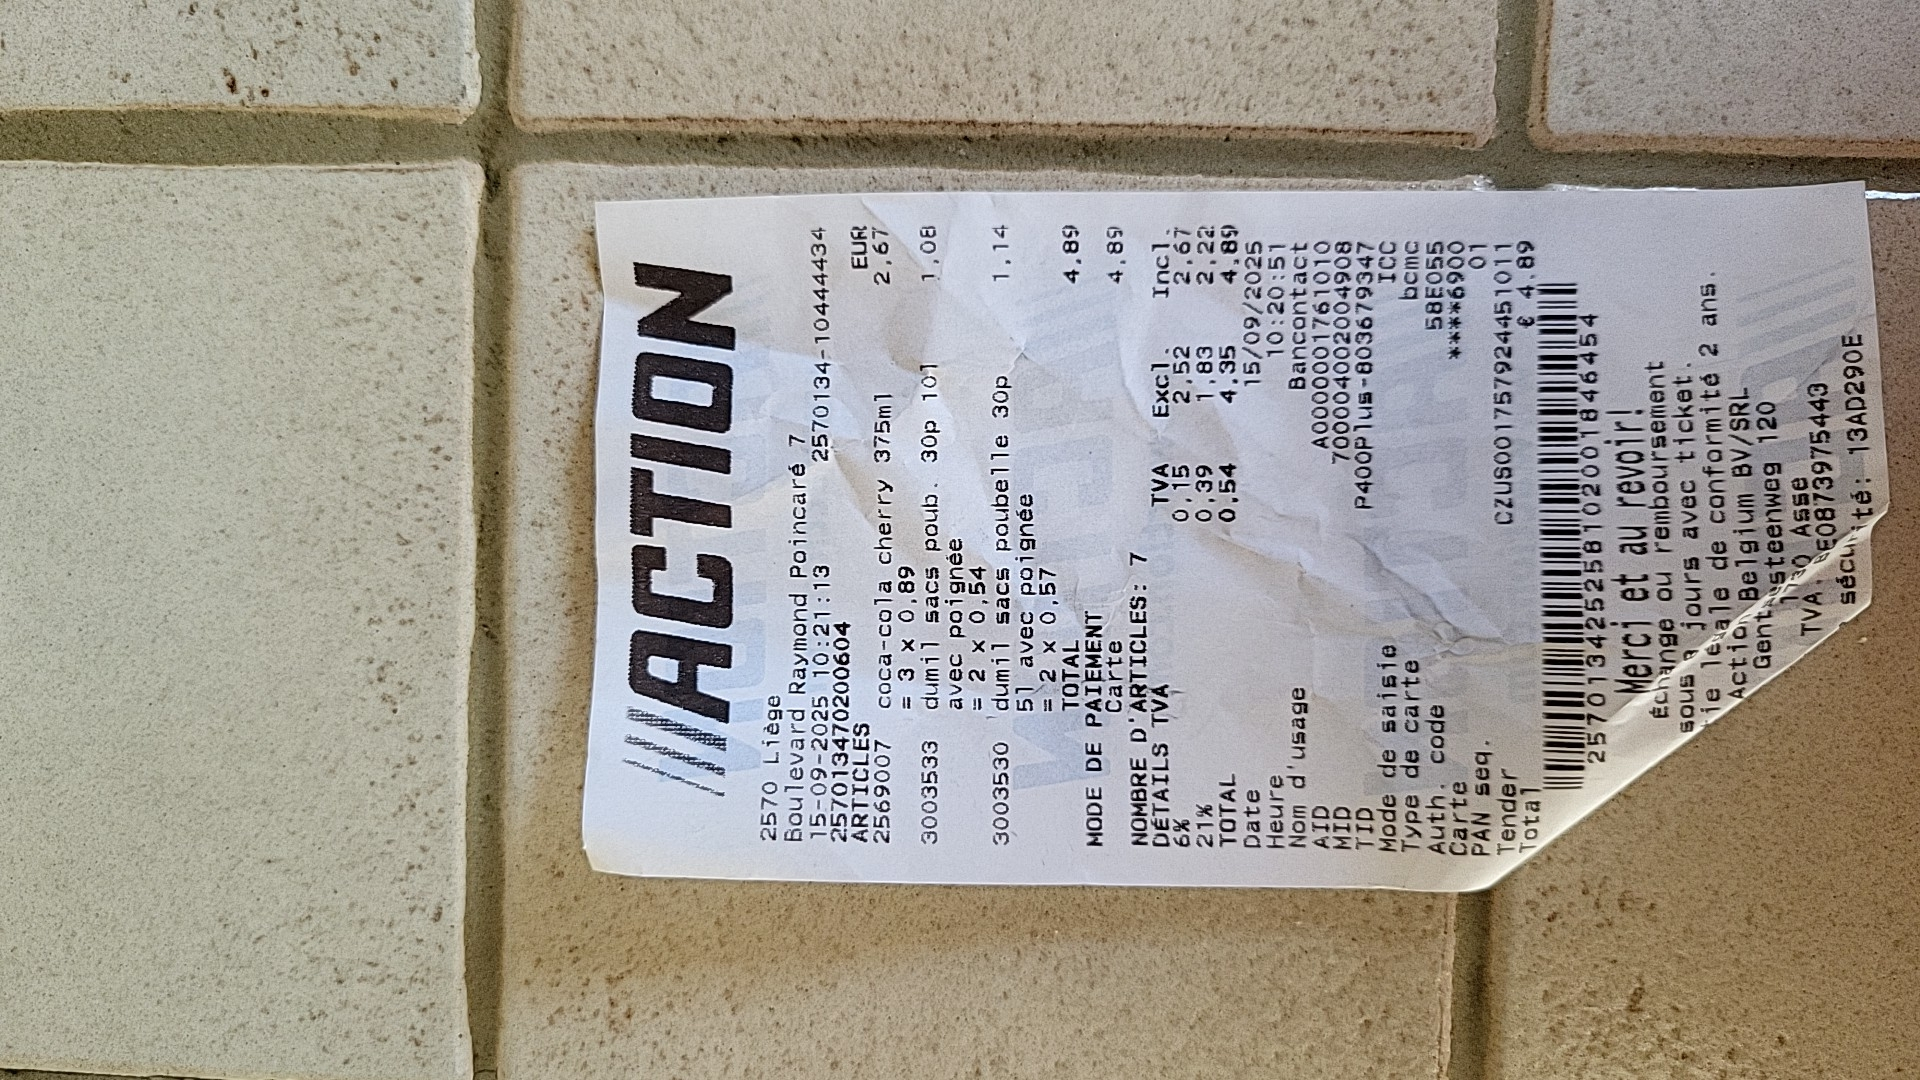 ACTION
2570 Liège
Boulevard Raymond Poincaré 7
15-09-2025 10:21:13 2570134-10444434
2570134702000604
ARTICLES EUR
2569007 coca-cola cherry 375ml 2,67
= 3 x 0,89
3003533 dumil sacs poub. 30p 10l 1,08
avec poignée
= 2 x 0,54
3003530 dumil sacs poubelle 30p 1,14
5l avec poignée
= 2 x 0,57
TOTAL 4,89
MODE DE PAIEMENT
Carte 4,89
NOMBRE D'ARTICLES: 7
DÉTAILS TVA TVA Excl. Incl.
6% 0,15 2,52 2,67
21% 0,39 1,83 2,22
TOTAL 0,54 4,35 4,89
Date 15/09/2025
Heure 10:20:51
Nom d'usage Bancontact
AID A0000001761010
MID 7000040020004908
TID P400Plus-80367934 7
Mode de saisie ICC
Type de carte bcmc
Auth. code 58E055
Carte ****6900
PAN seq. 01
Tender CZUS001757924451011
Total € 4.89
257013425258102001846454
Merci et au revoir!
Échange ou remboursement
sous jours avec ticket.
légale de conformité 2 ans.
Action Belgium BV/SRL
Gentsesteenweg 120
1730 Asse
TVA: BE0873975443
sécurité: 13AD290E